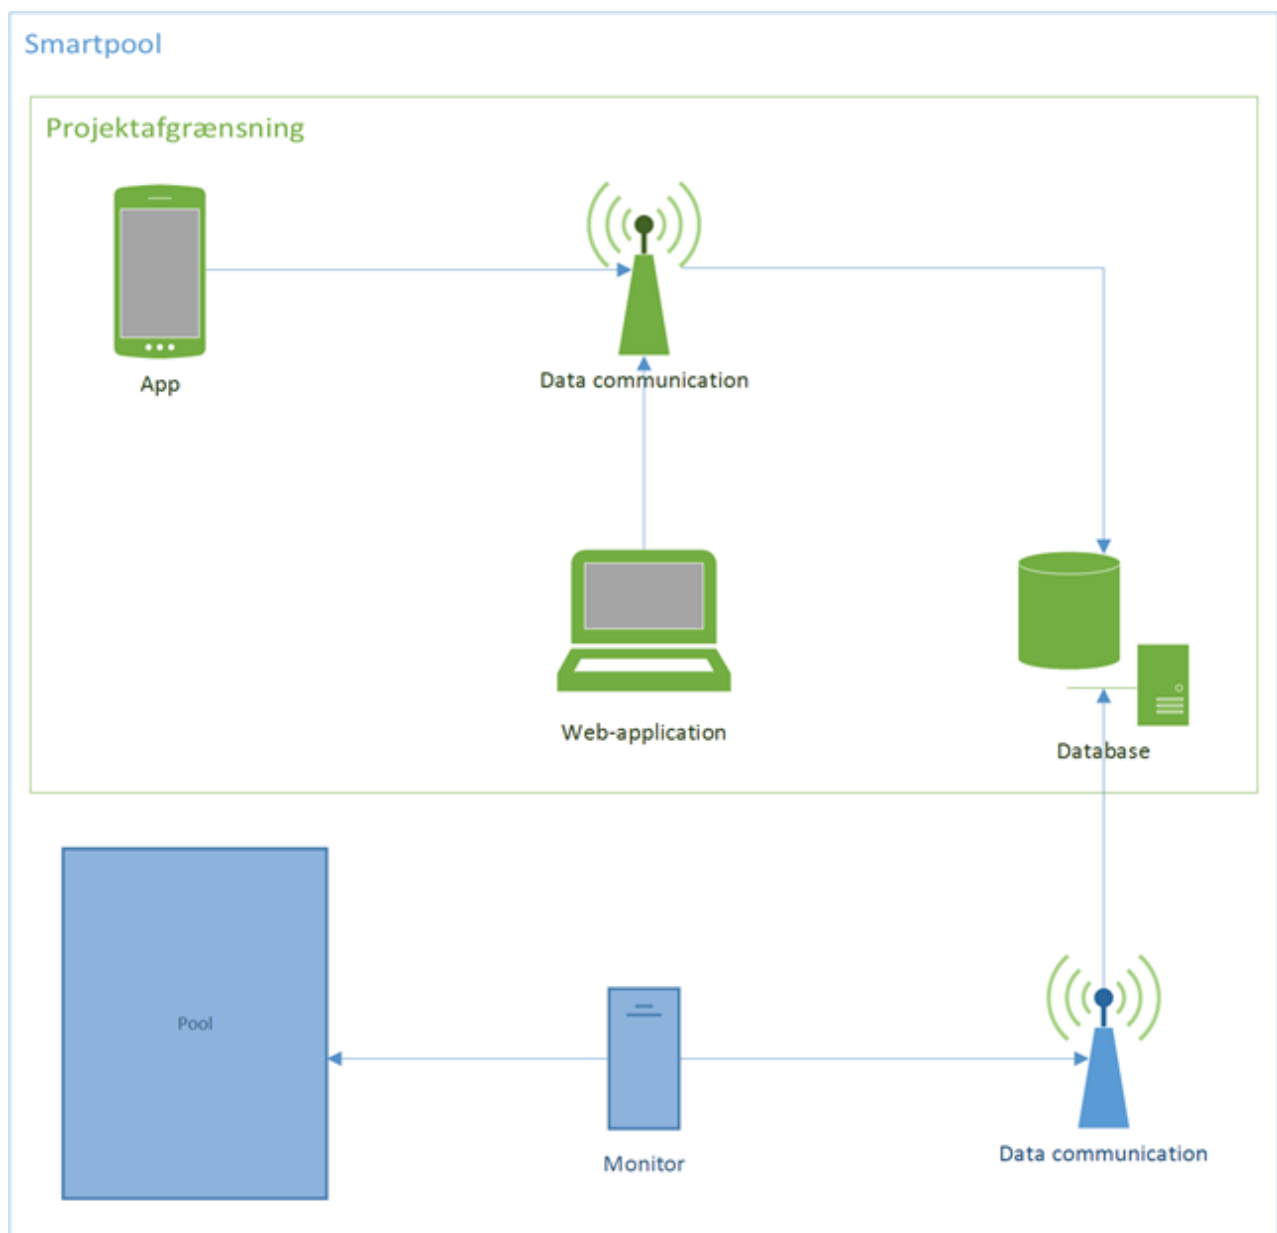 Smartpool
Projektafgrænsning
App
Data communication
Web-application
Database
Pool
Monitor
Data communication